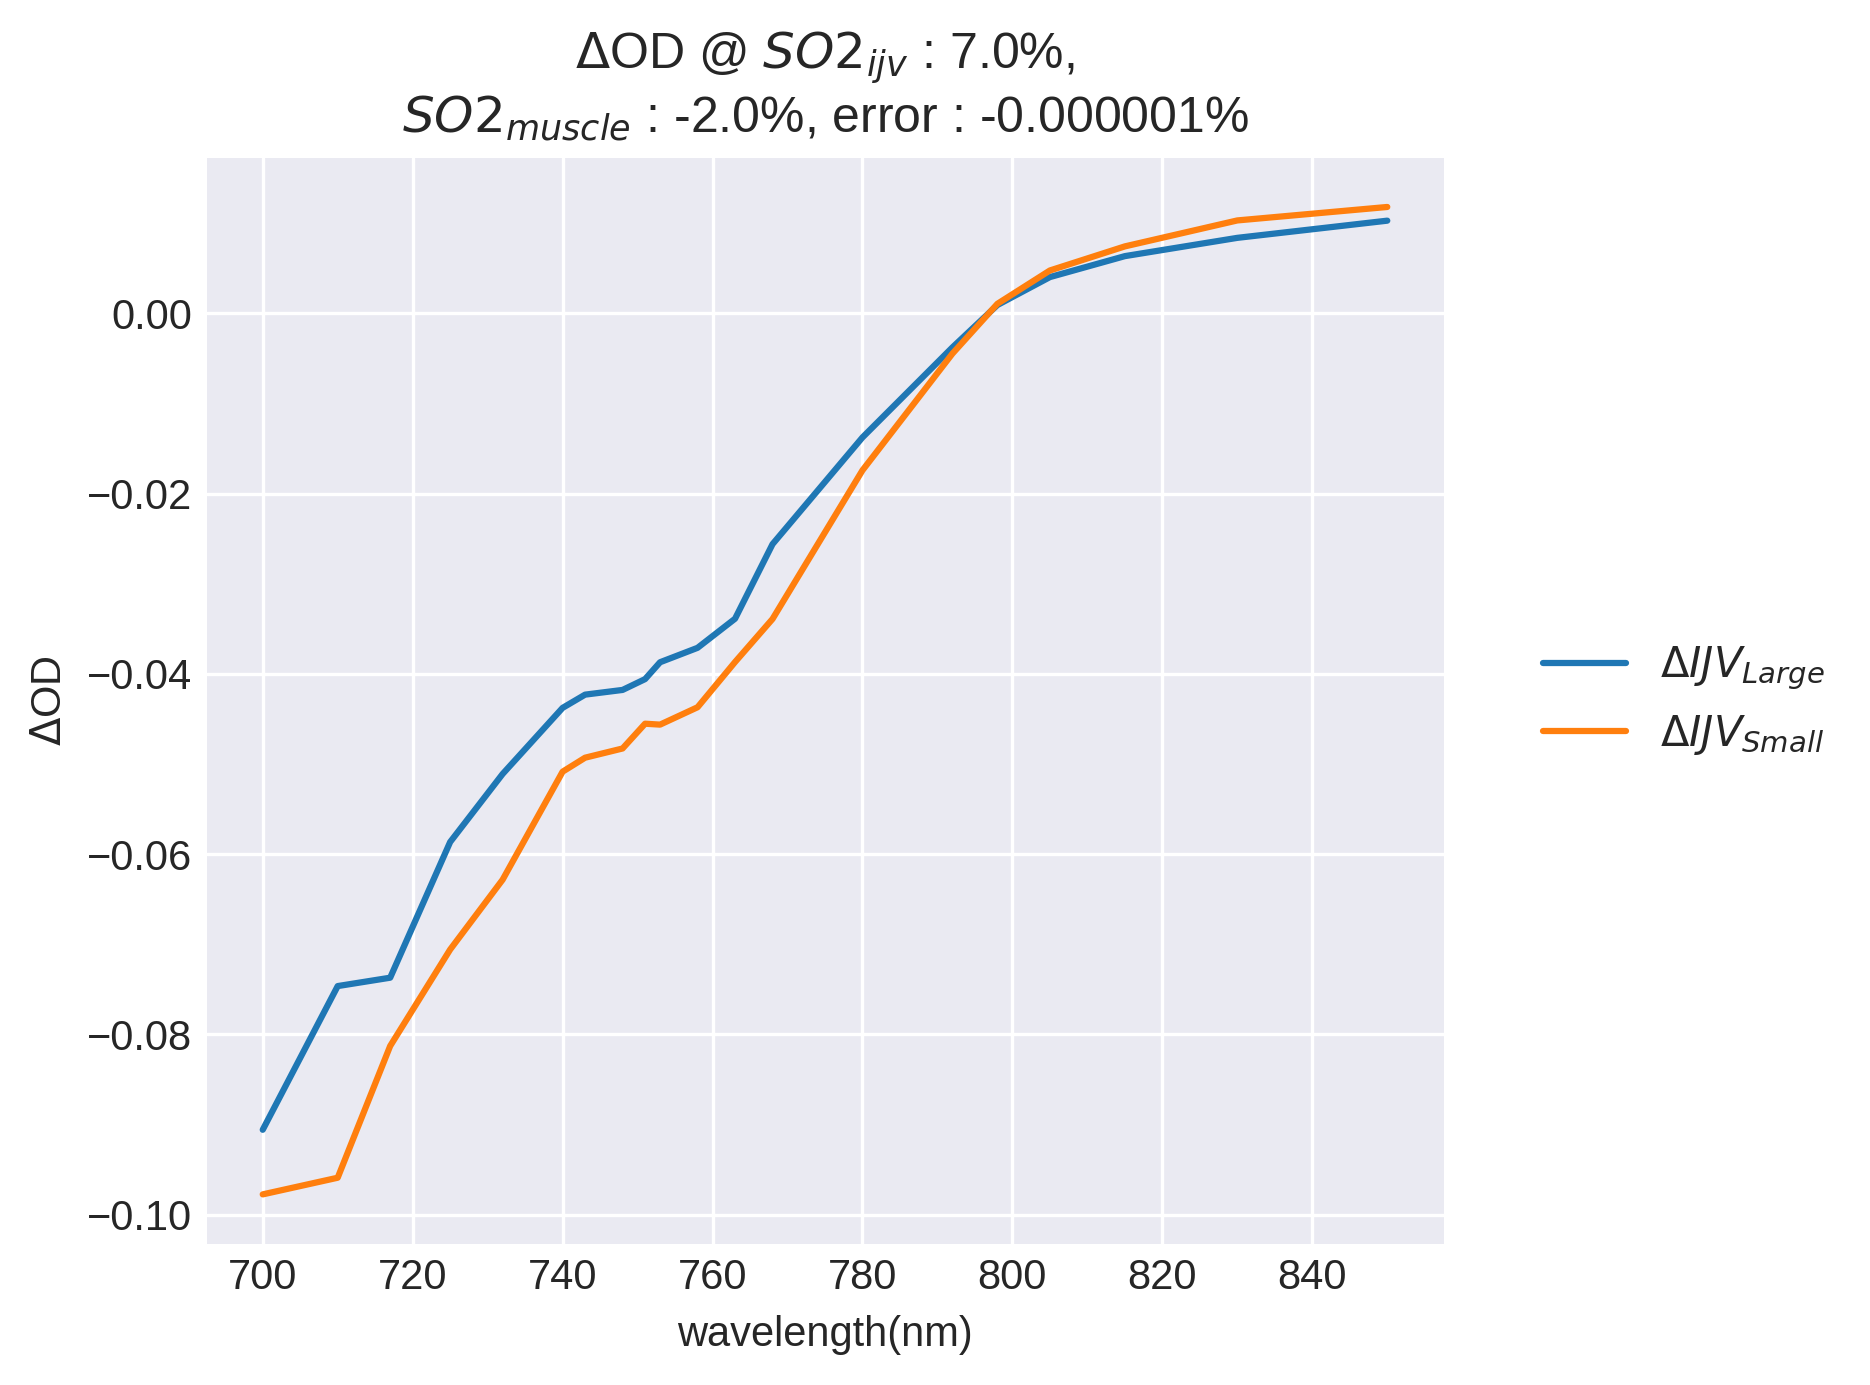 ΔOD @ SO2ijv : 7.0%,
SO2muscle : -2.0%, error : -0.000001%
ΔOD
0.00
−0.02
−0.04
−0.06
−0.08
−0.10
700 720 740 760 780 800 820 840
wavelength(nm)
ΔIJVLarge
ΔIJVSmall